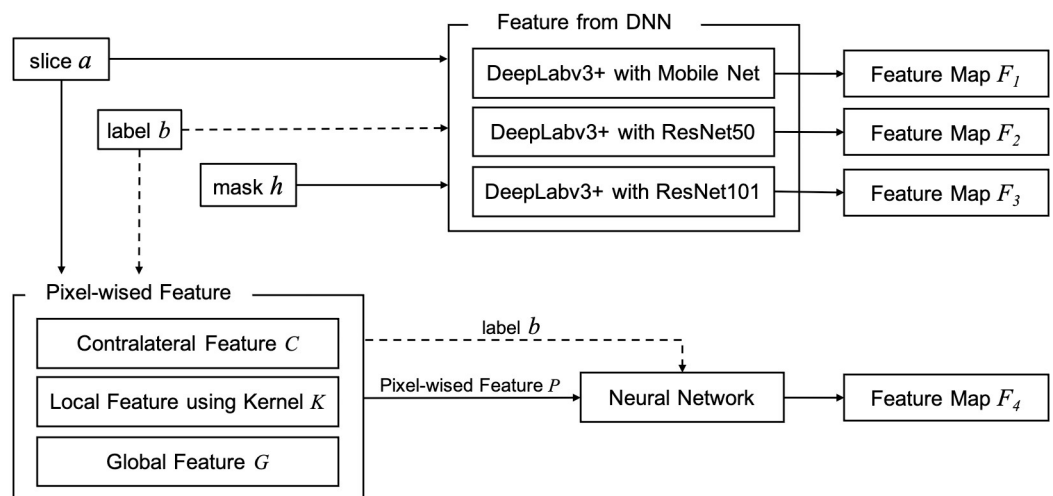 Feature from DNN
slice a
DeepLabv3+ with Mobile Net
Feature Map F₁
label b
DeepLabv3+ with ResNet50
Feature Map F₂
mask h
DeepLabv3+ with ResNet101
Feature Map F₃
Pixel-wised Feature
Contralateral Feature C
label b
Local Feature using Kernel K
Pixel-wised Feature P
Neural Network
Feature Map F₄
Global Feature G